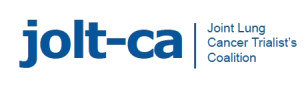 jolt-ca
Joint Lung
Cancer Trialist's
Coalition